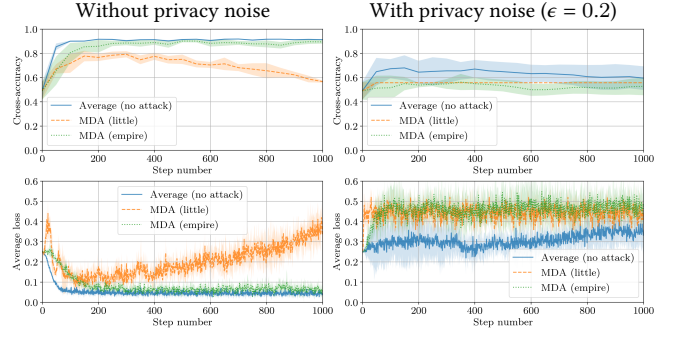 Without privacy noise
With privacy noise (ϵ = 0.2)
1.0
0.8
0.6
0.4
0.2
0.0
Cross-accuracy
Average (no attack)
MDA (little)
MDA (empire)
0 200 400 600 800 1000
Step number
1.0
0.8
0.6
0.4
0.2
0.0
Cross-accuracy
Average (no attack)
MDA (little)
MDA (empire)
0 200 400 600 800 1000
Step number
0.6
0.5
0.4
0.3
0.2
0.1
0.0
Average loss
Average (no attack)
MDA (little)
MDA (empire)
0 200 400 600 800 1000
Step number
0.6
0.5
0.4
0.3
0.2
0.1
0.0
Average loss
Average (no attack)
MDA (little)
MDA (empire)
0 200 400 600 800 1000
Step number